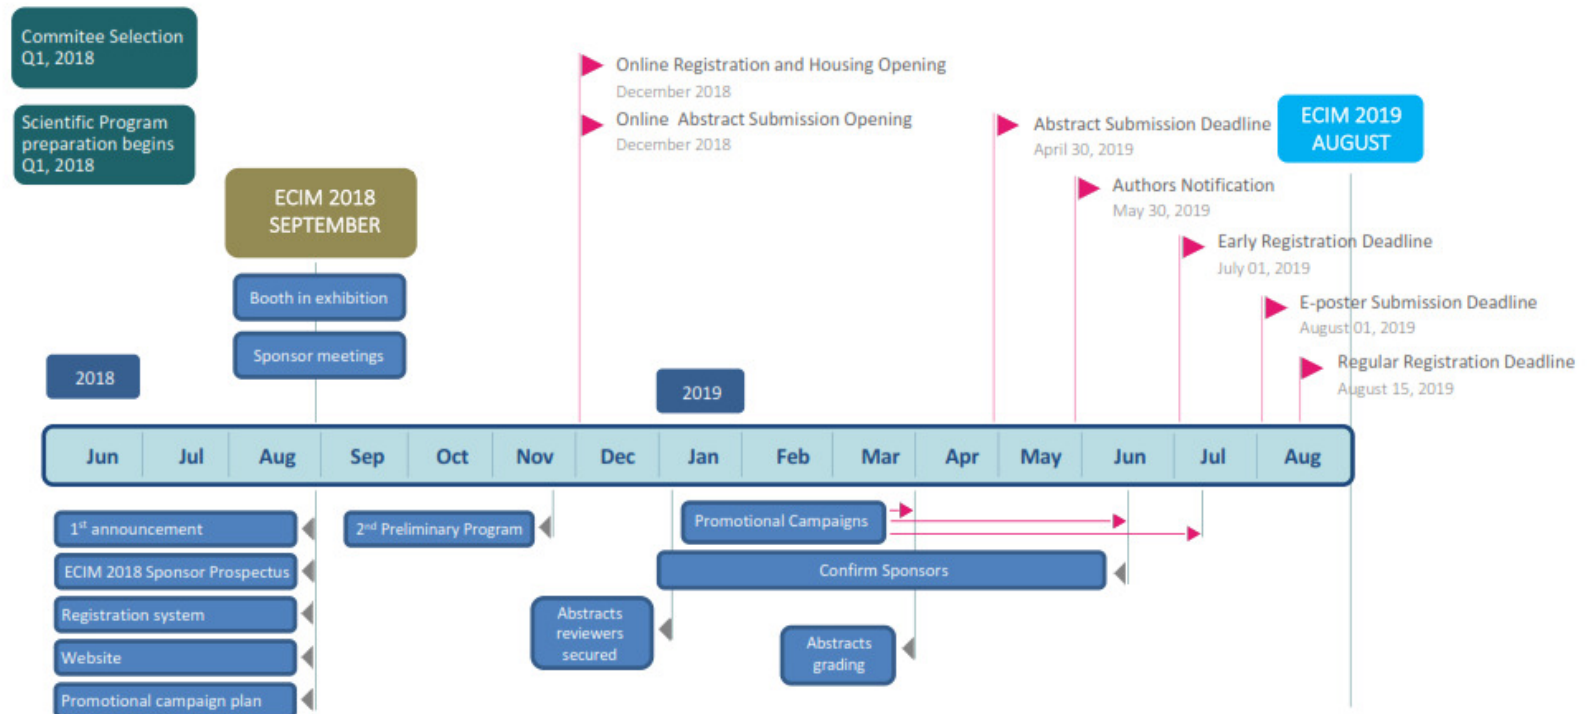 Commitee Selection
Q1, 2018
Scientific Program
preparation begins
Q1, 2018
ECIM 2018
SEPTEMBER
Booth in exhibition
Sponsor meetings
Online Registration and Housing Opening
December 2018
Online Abstract Submission Opening
December 2018
Abstract Submission Deadline
April 30, 2019
ECIM 2019
AUGUST
Authors Notification
May 30, 2019
Early Registration Deadline
July 01, 2019
E-poster Submission Deadline
August 01, 2019
Regular Registration Deadline
August 15, 2019
2018
2019
Jun Jul Aug Sep Oct Nov Dec Jan Feb Mar Apr May Jun Jul Aug
1st announcement
ECIM 2018 Sponsor Prospectus
Registration system
Website
Promotional campaign plan
2nd Preliminary Program
Abstracts
reviewers
secured
Promotional Campaigns
Confirm Sponsors
Abstracts
grading